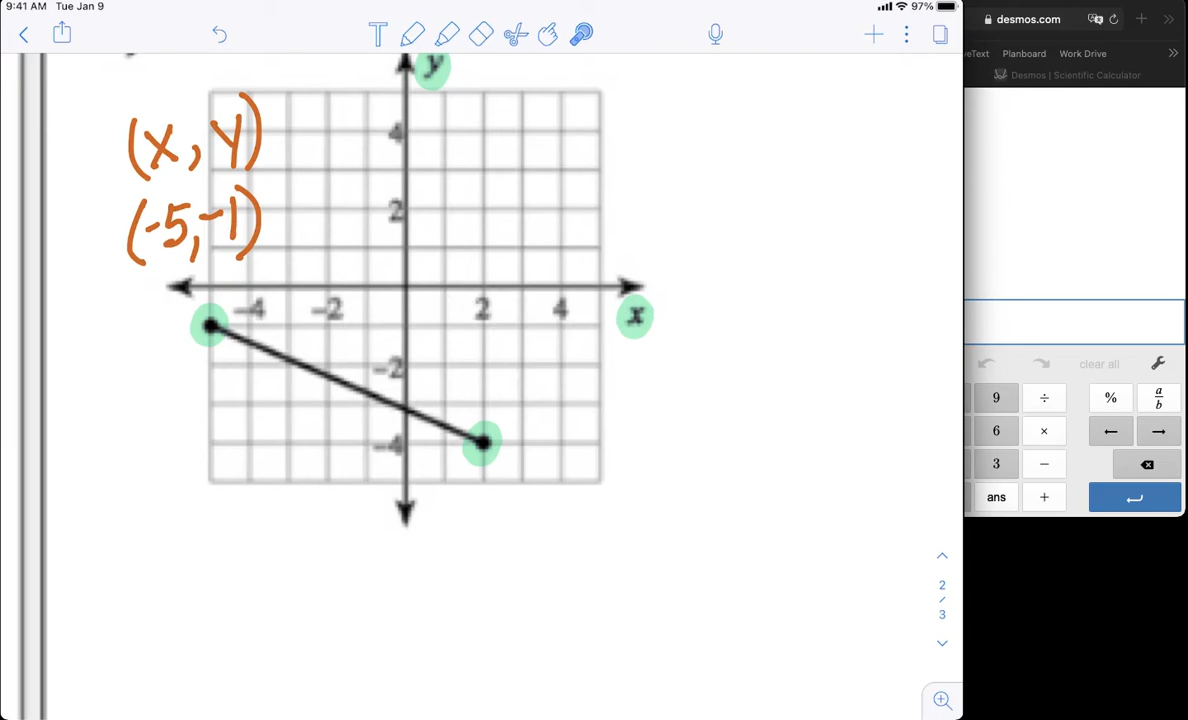 9:41 AM Tue Jan 9
97%
desmos.com
veText Planboard Work Drive
Desmos | Scientific Calculator
T
y
(x, y)
4
(-5, -1)
2
-4 -2 2 4 x
-2
-4
clear all
9 ÷ % a/b
6 × ← →
3 −
ans +
2
/
3